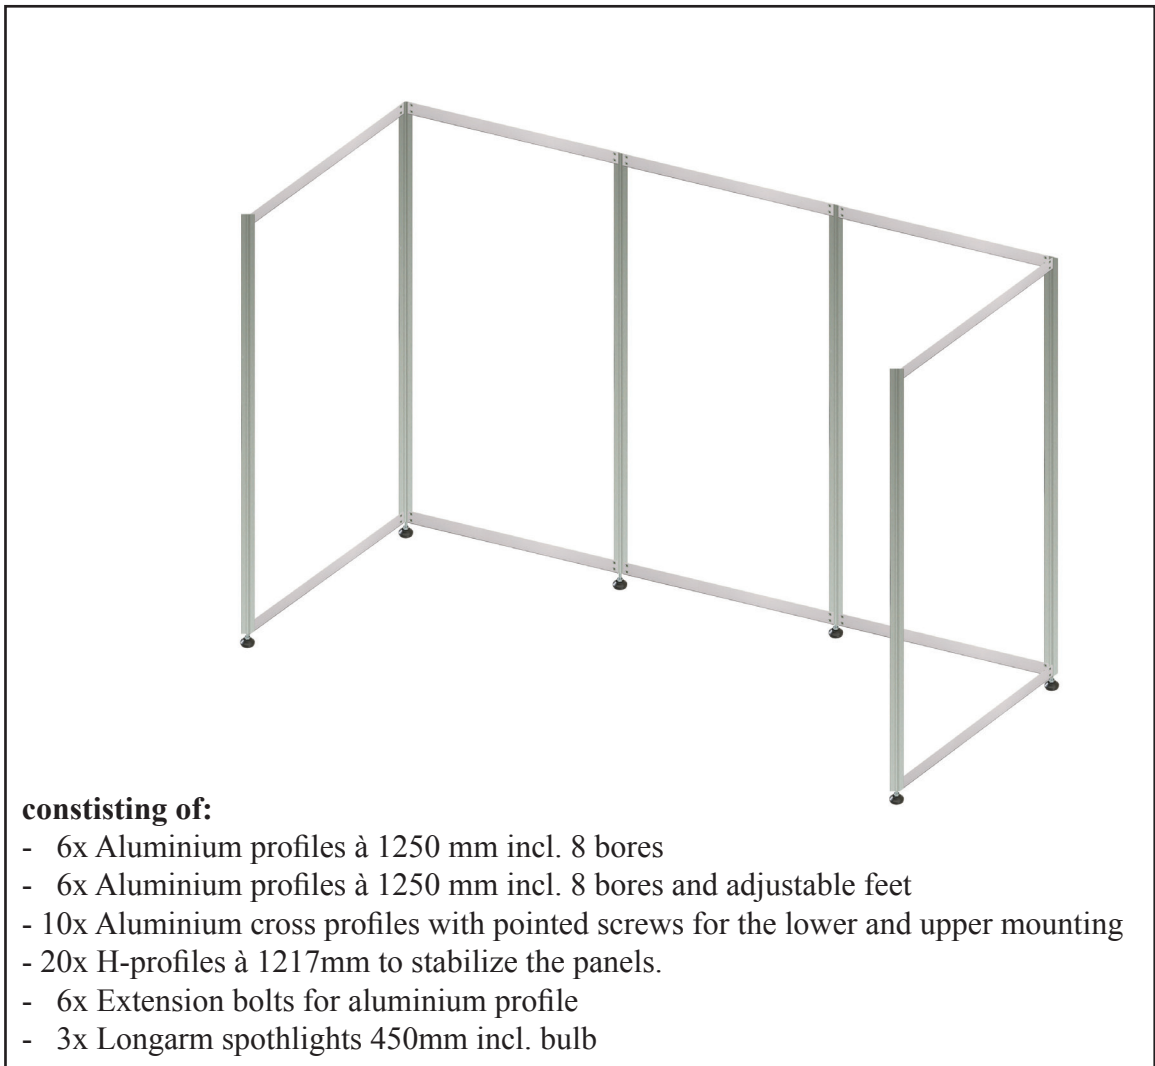 constisting of:
- 6x Aluminium profiles à 1250 mm incl. 8 bores
- 6x Aluminium profiles à 1250 mm incl. 8 bores and adjustable feet
- 10x Aluminium cross profiles with pointed screws for the lower and upper mounting
- 20x H-profiles à 1217mm to stabilize the panels.
- 6x Extension bolts for aluminium profile
- 3x Longarm spothlights 450mm incl. bulb